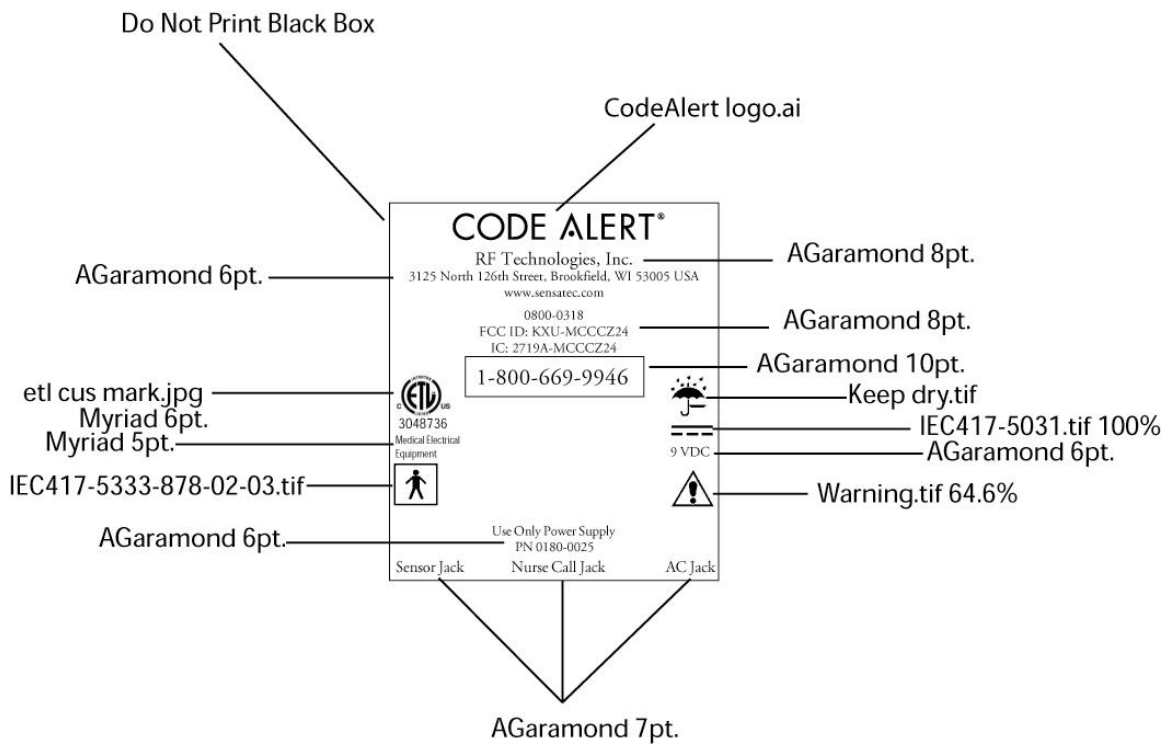 Do Not Print Black Box
CodeAlert logo.ai
CODE ALERT®
RF Technologies, Inc.
AGaramond 8pt.
AGaramond 6pt.
3125 North 126th Street, Brookfield, WI 53005 USA
www.sensatec.com
0800-0318
FCC ID: KXU-MCCCZ24
AGaramond 8pt.
IC: 2719A-MCCCZ24
AGaramond 10pt.
1-800-669-9946
etl cus mark.jpg
INTERTEK
ETL
LISTED
C US
Keep dry.tif
Myriad 6pt.
3048736
IEC417-5031.tif 100%
Myriad 5pt.
Medical Electrical
Equipment
9 VDC
AGaramond 6pt.
IEC417-5333-878-02-03.tif
Warning.tif 64.6%
AGaramond 6pt.
Use Only Power Supply
PN 0180-0025
Sensor Jack
Nurse Call Jack
AC Jack
AGaramond 7pt.